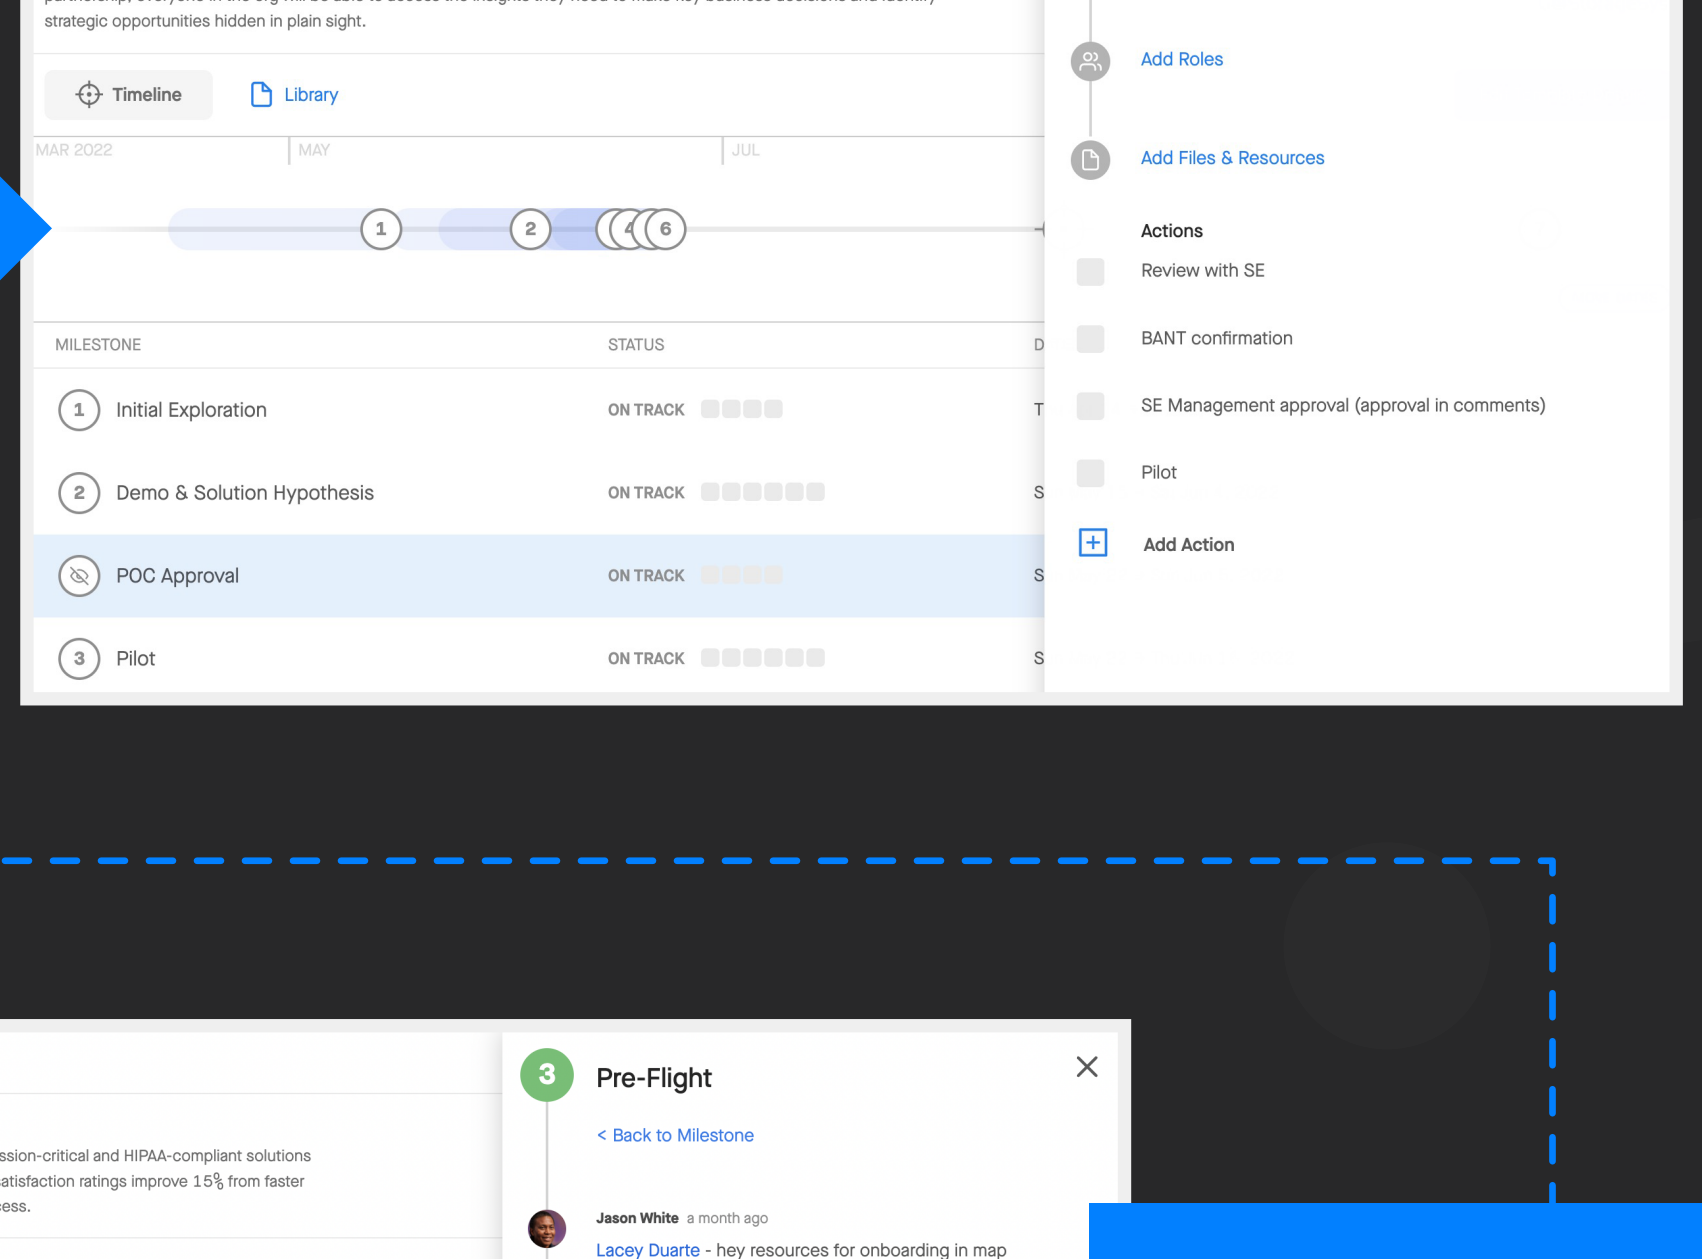 strategic opportunities hidden in plain sight.
Timeline
Library
MAR 2022
MAY
JUL
1
2
4
6
MILESTONE
STATUS
D
1
Initial Exploration
ON TRACK
T
2
Demo & Solution Hypothesis
ON TRACK
S
POC Approval
ON TRACK
S
3
Pilot
ON TRACK
S
Add Roles
Add Files & Resources
Actions
Review with SE
BANT confirmation
SE Management approval (approval in comments)
Pilot
Add Action
ssion-critical and HIPAA-compliant solutions
atisfaction ratings improve 15% from faster
cess.
3
Pre-Flight
< Back to Milestone
Jason White a month ago
Lacey Duarte - hey resources for onboarding in map